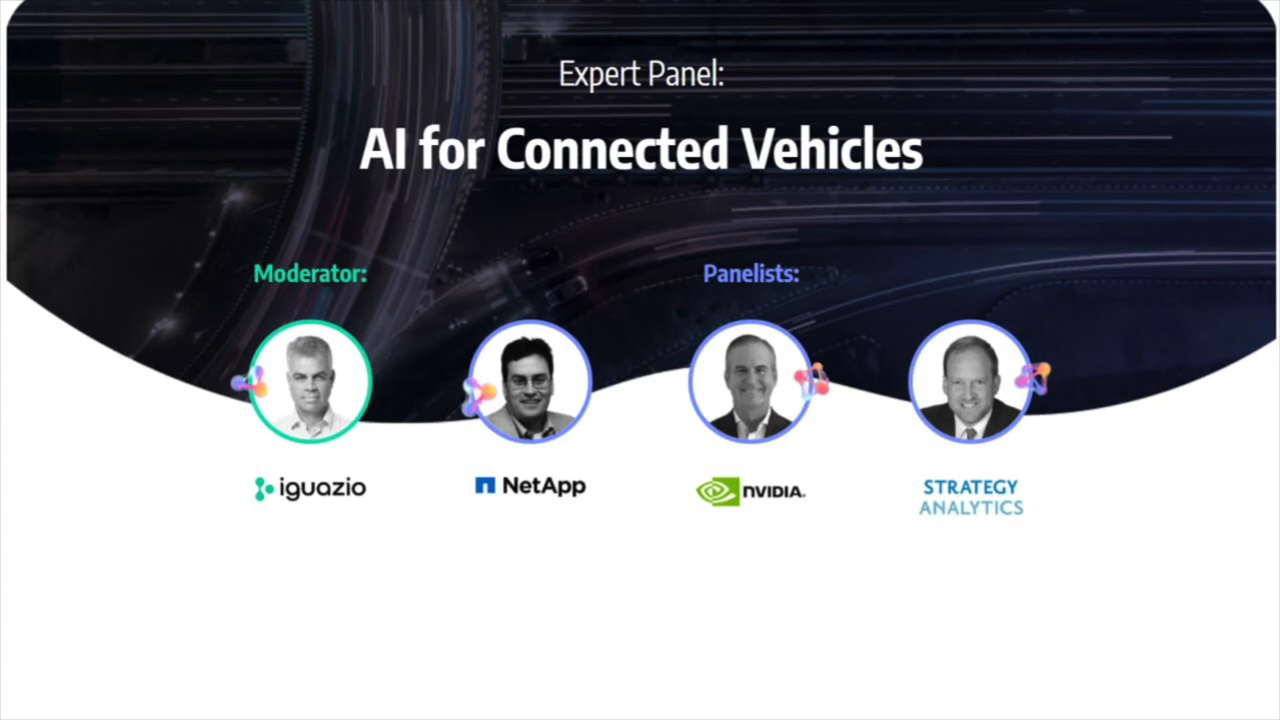 Expert Panel:
AI for Connected Vehicles
Moderator:
Panelists:
iguazio
NetApp
NVIDIA.
STRATEGY
ANALYTICS